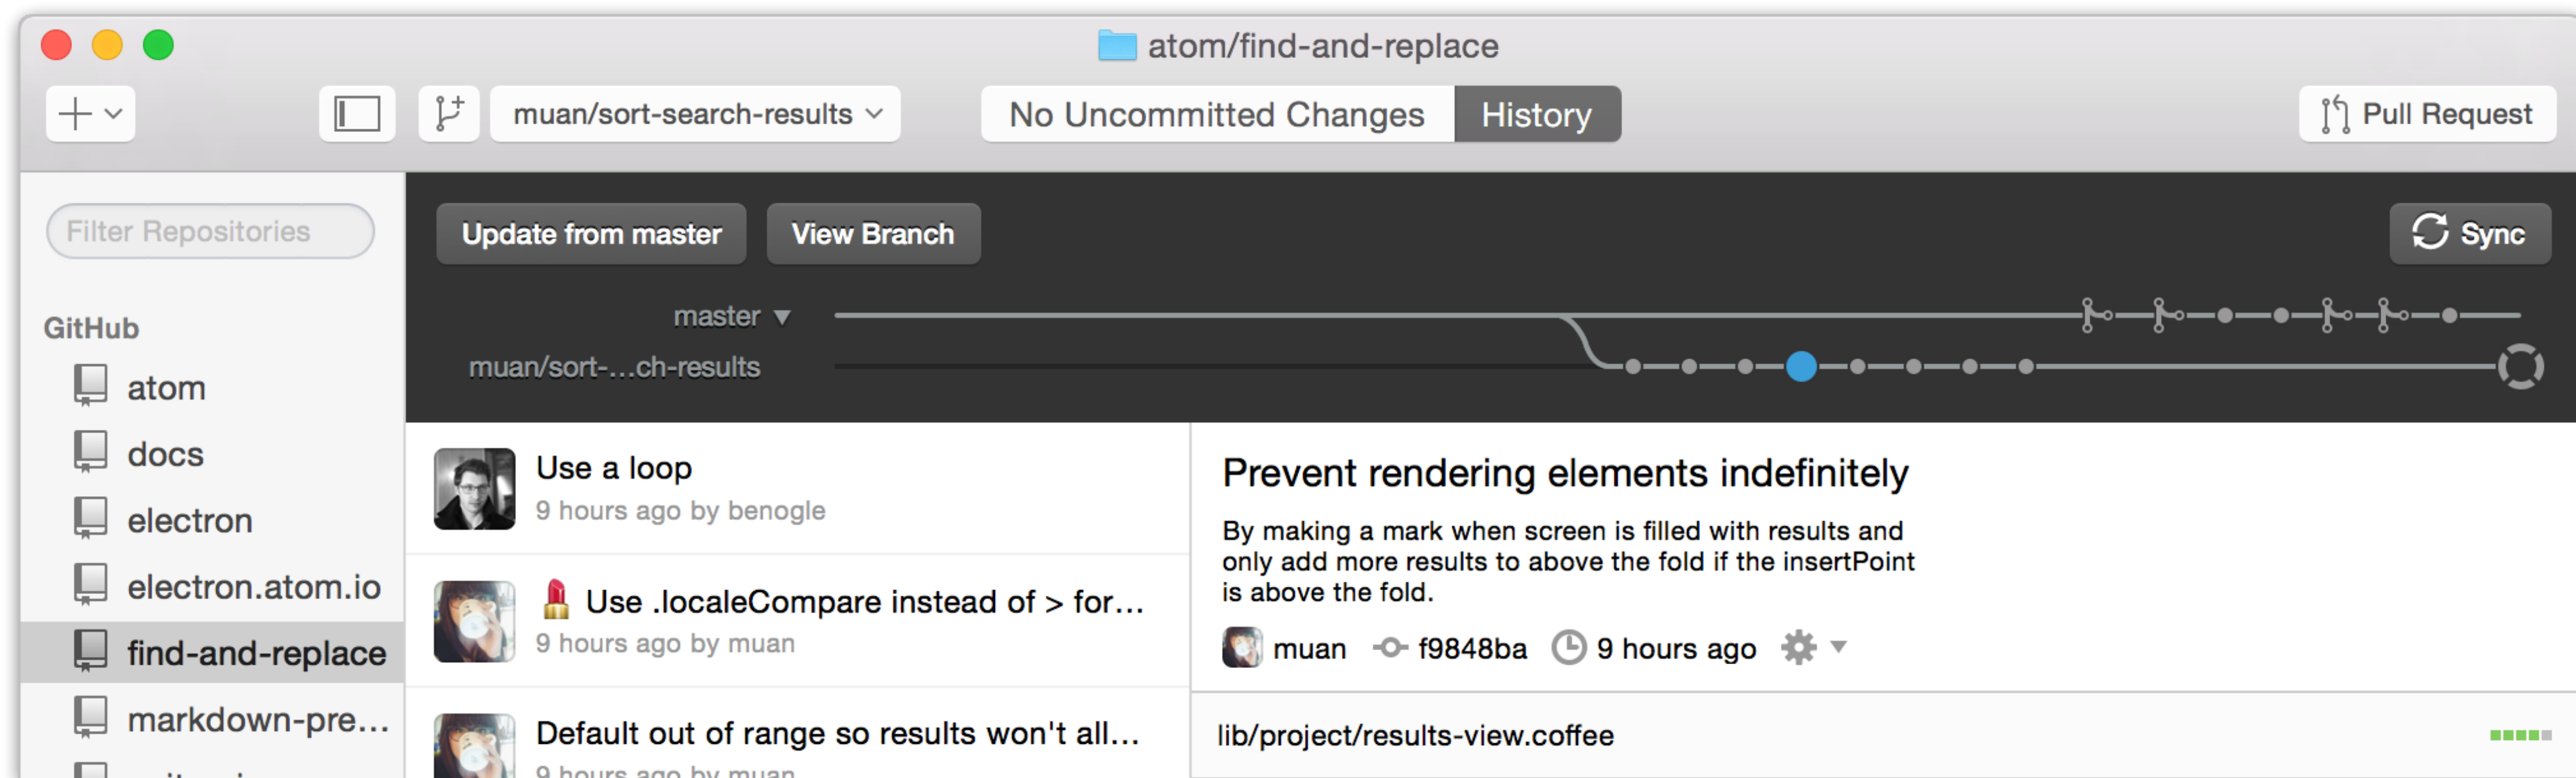 atom/find-and-replace
muan/sort-search-results
No Uncommitted Changes
History
Pull Request
Filter Repositories
GitHub
atom
docs
electron
electron.atom.io
find-and-replace
markdown-pre...
Update from master
View Branch
Sync
master
muan/sort-...ch-results
Use a loop
9 hours ago by benogle
💄 Use .localeCompare instead of > for...
9 hours ago by muan
Default out of range so results won't all...
9 hours ago by muan
Prevent rendering elements indefinitely
By making a mark when screen is filled with results and
only add more results to above the fold if the insertPoint
is above the fold.
muan f9848ba 9 hours ago
lib/project/results-view.coffee